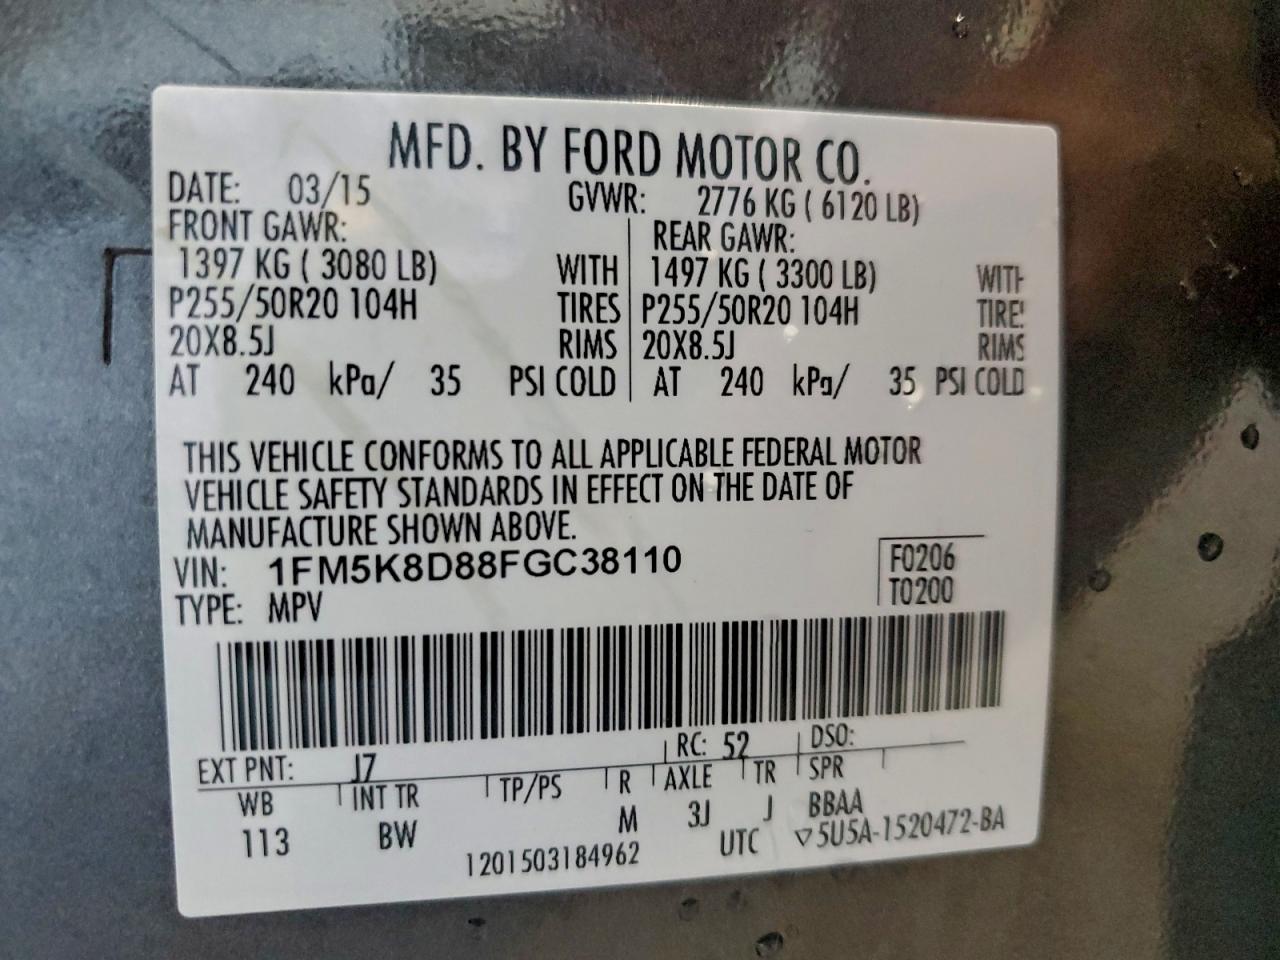 MFD. BY FORD MOTOR CO.
DATE: 03/15 GVWR: 2776 KG ( 6120 LB)
FRONT GAWR: REAR GAWR:
1397 KG ( 3080 LB) WITH 1497 KG ( 3300 LB) WITH
P255/50R20 104H TIRES P255/50R20 104H TIRES
20X8.5J RIMS 20X8.5J RIMS
AT 240 kPa/ 35 PSI COLD AT 240 kPa/ 35 PSI COLD
THIS VEHICLE CONFORMS TO ALL APPLICABLE FEDERAL MOTOR
VEHICLE SAFETY STANDARDS IN EFFECT ON THE DATE OF
MANUFACTURE SHOWN ABOVE.
VIN: 1FM5K8D88FGC38110 F0206
TYPE: MPV T0200
EXT PNT: J7 RC: 52 DSO:
WB INT TR TP/PS R AXLE TR SPR
113 BW M 3J J BBAA
1201503184962 UTC ▽5U5A-1520472-BA